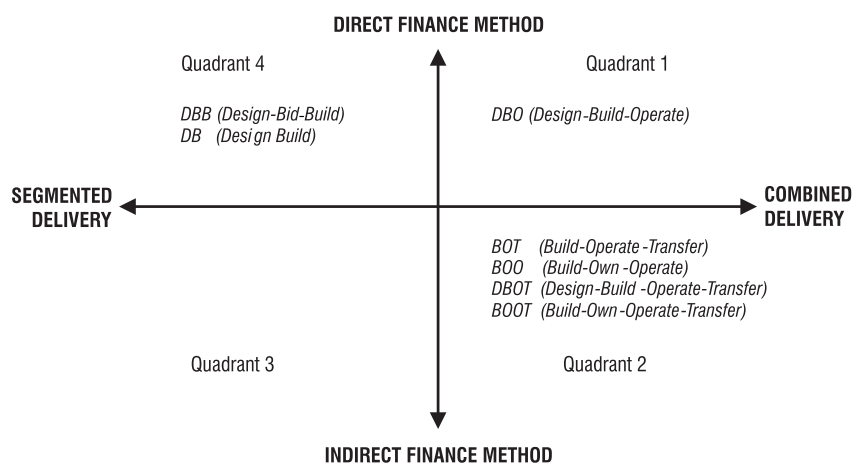 DIRECT FINANCE METHOD
Quadrant 4
Quadrant 1
DBB (Design-Bid-Build)
DB (Design Build)
DBO (Design-Build-Operate)
SEGMENTED
DELIVERY
COMBINED
DELIVERY
BOT (Build-Operate-Transfer)
BOO (Build-Own-Operate)
DBOT (Design-Build-Operate-Transfer)
BOOT (Build-Own-Operate-Transfer)
Quadrant 3
Quadrant 2
INDIRECT FINANCE METHOD